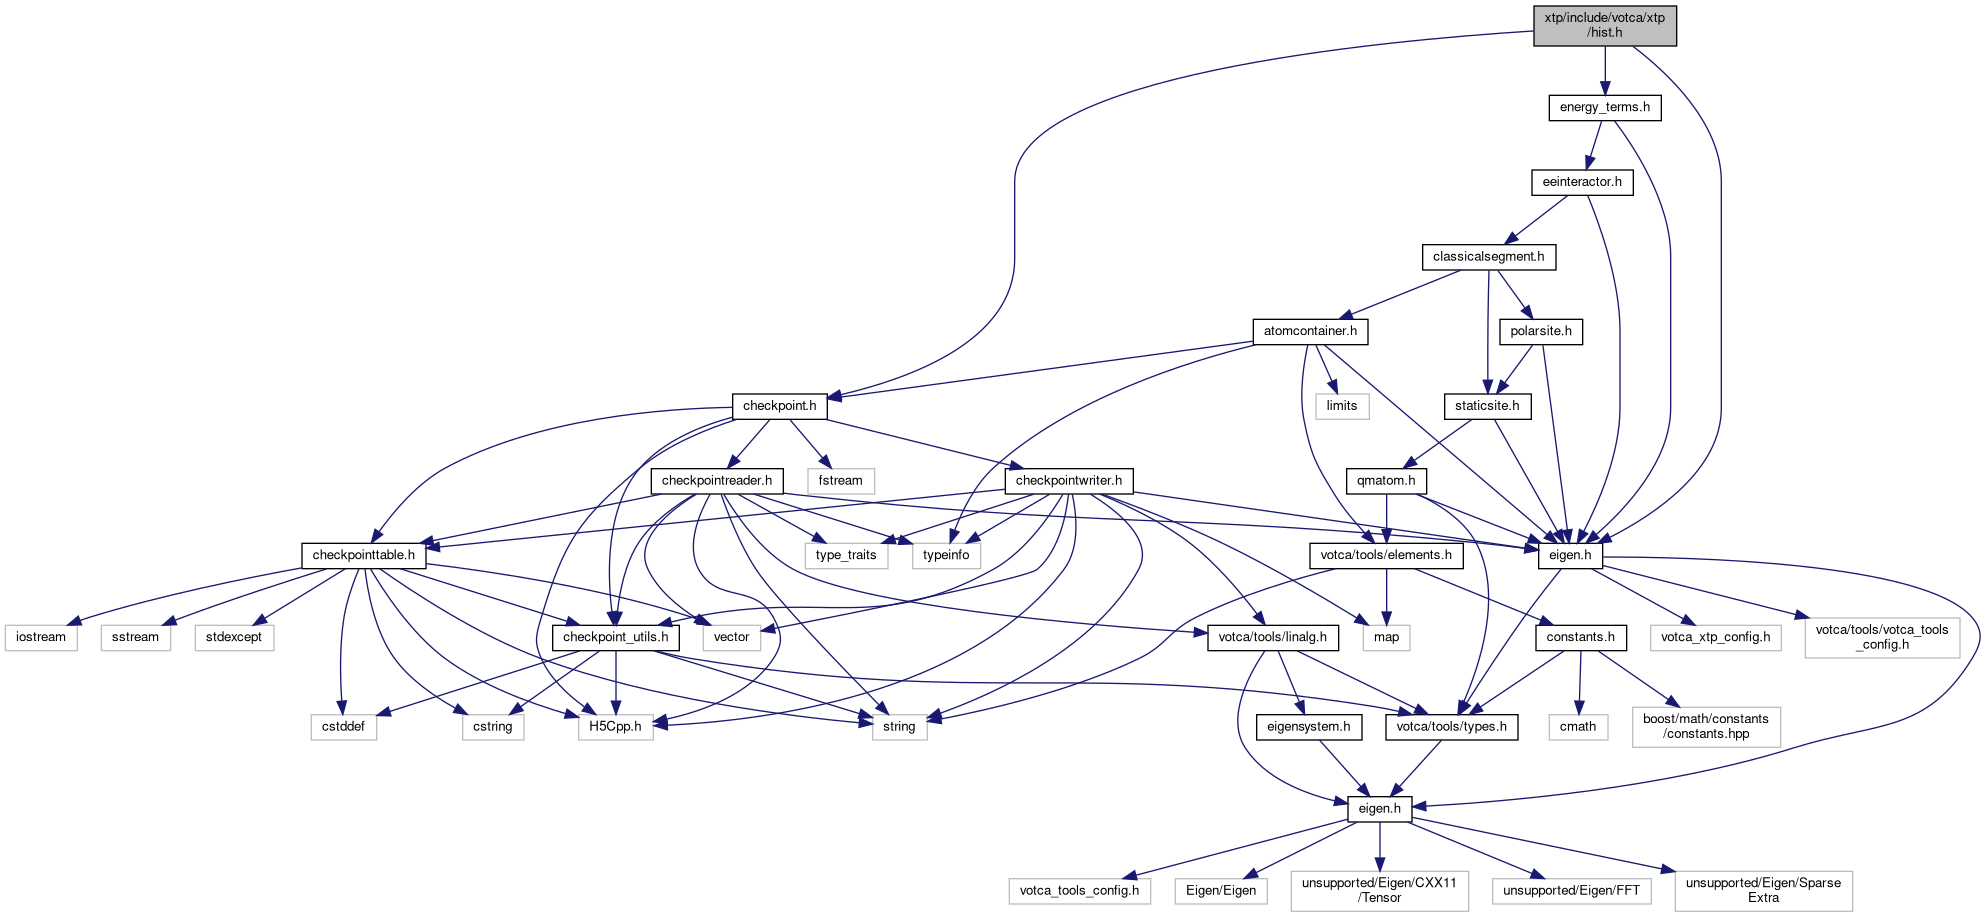 xtp/include/votca/xtp
/hist.h
energy_terms.h
eeinteractor.h
classicalsegment.h
atomcontainer.h
polarsite.h
checkpoint.h
limits
staticsite.h
checkpointreader.h
fstream
checkpointwriter.h
qmatom.h
checkpointtable.h
type_traits
typeinfo
votca/tools/elements.h
eigen.h
iostream
sstream
stdexcept
checkpoint_utils.h
vector
votca/tools/linalg.h
map
constants.h
votca_xtp_config.h
votca/tools/votca_tools
_config.h
cstddef
cstring
H5Cpp.h
string
eigensystem.h
votca/tools/types.h
cmath
boost/math/constants
/constants.hpp
eigen.h
votca_tools_config.h
Eigen/Eigen
unsupported/Eigen/CXX11
/Tensor
unsupported/Eigen/FFT
unsupported/Eigen/Sparse
Extra